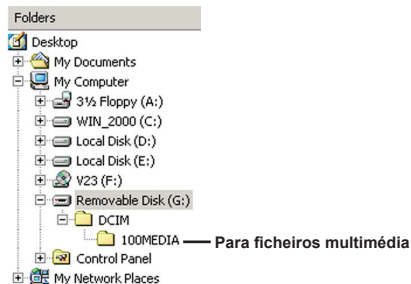 Folders
Desktop
My Documents
My Computer
3½ Floppy (A:)
WIN_2000 (C:)
Local Disk (D:)
Local Disk (E:)
V23 (F:)
Removable Disk (G:)
DCIM
100MEDIA Para ficheiros multimédia
Control Panel
My Network Places